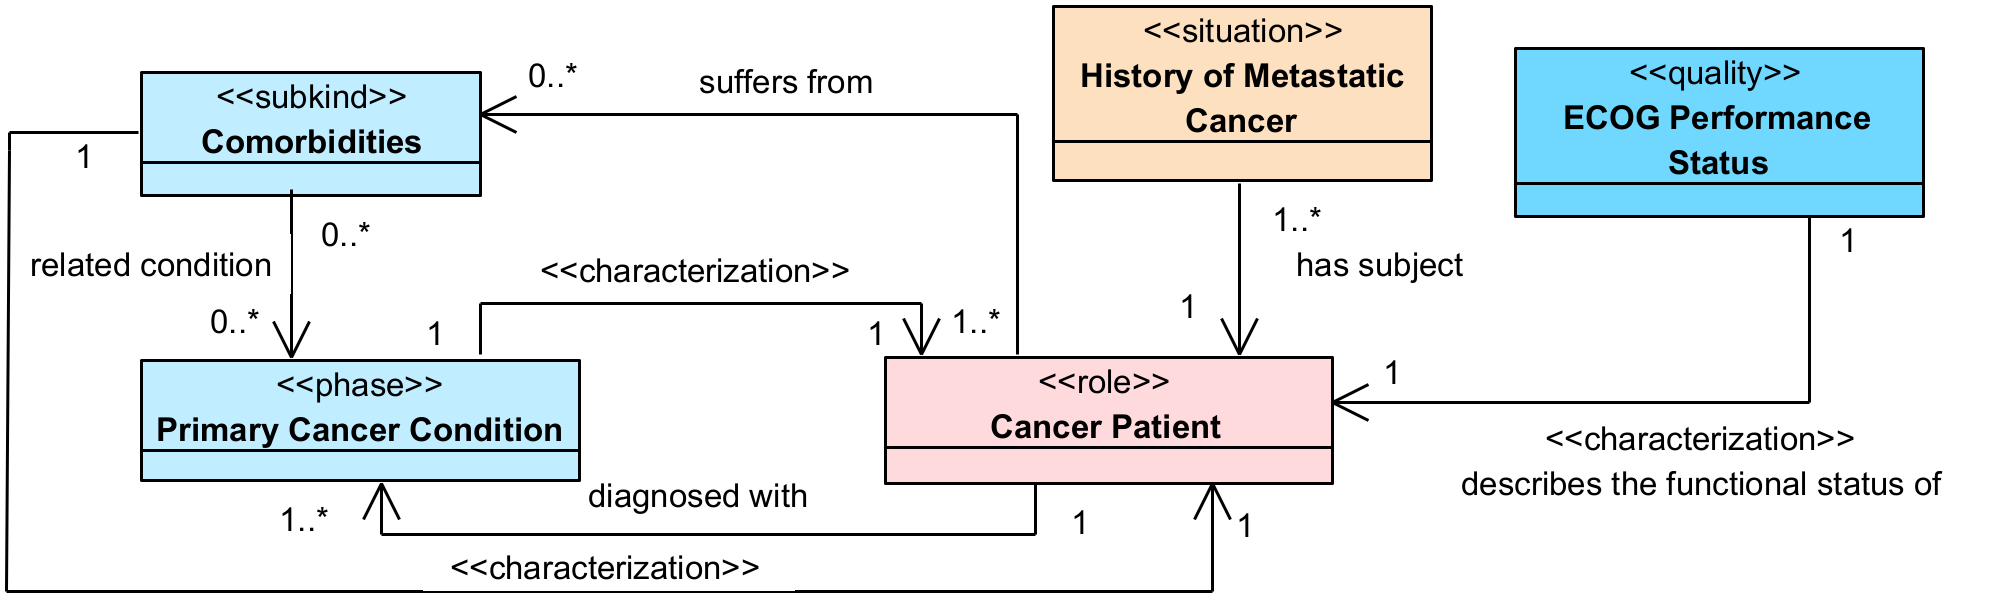 <<situation>>
History of Metastatic
Cancer
<<quality>>
ECOG Performance
Status
<<subkind>>
Comorbidities
0..*
suffers from
1
1..*
has subject
1
0..*
related condition
<<characterization>>
0..*
1
1
1..*
1
1
<<phase>>
Primary Cancer Condition
<<role>>
Cancer Patient
<<characterization>>
describes the functional status of
diagnosed with
1..*
1
1
<<characterization>>